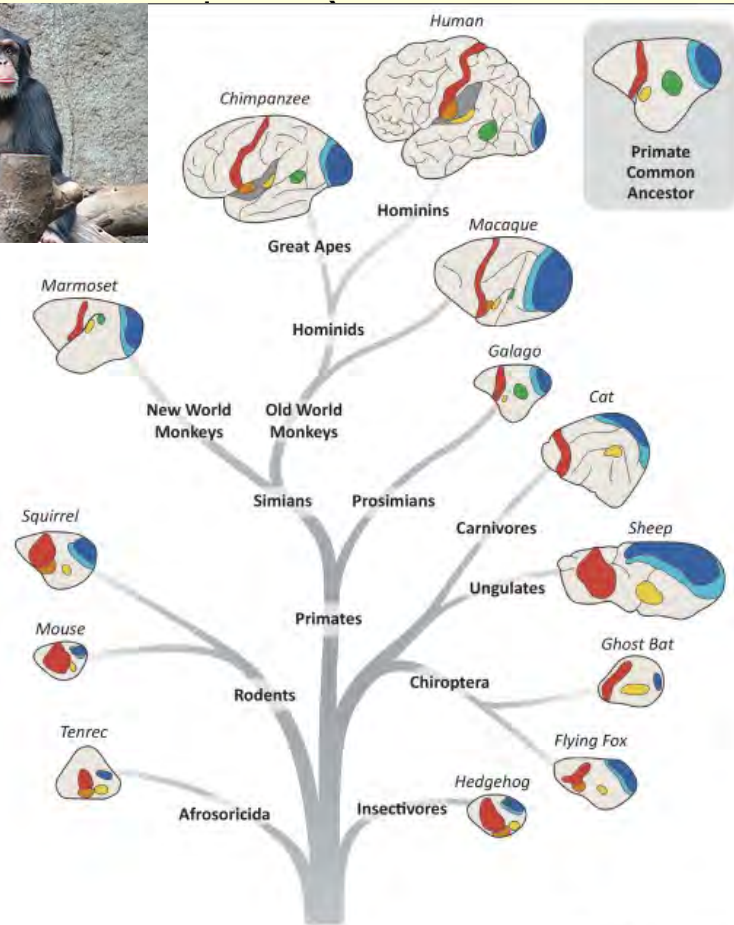 Human
Chimpanzee
Primate
Common
Ancestor
Hominins
Great Apes
Macaque
Marmoset
Hominids
Galago
New World
Monkeys
Old World
Monkeys
Cat
Simians
Prosimians
Squirrel
Carnivores
Sheep
Ungulates
Primates
Mouse
Ghost Bat
Chiroptera
Rodents
Tenrec
Flying Fox
Hedgehog
Afrosoricida
Insectivores